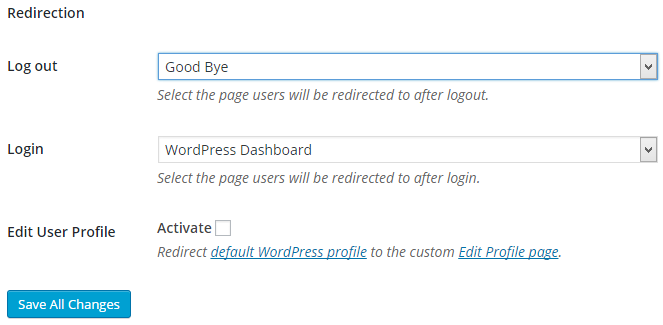 Redirection
Log out
Good Bye
Select the page users will be redirected to after logout.
Login
WordPress Dashboard
Select the page users will be redirected to after login.
Edit User Profile
Activate
Redirect default WordPress profile to the custom Edit Profile page.
Save All Changes